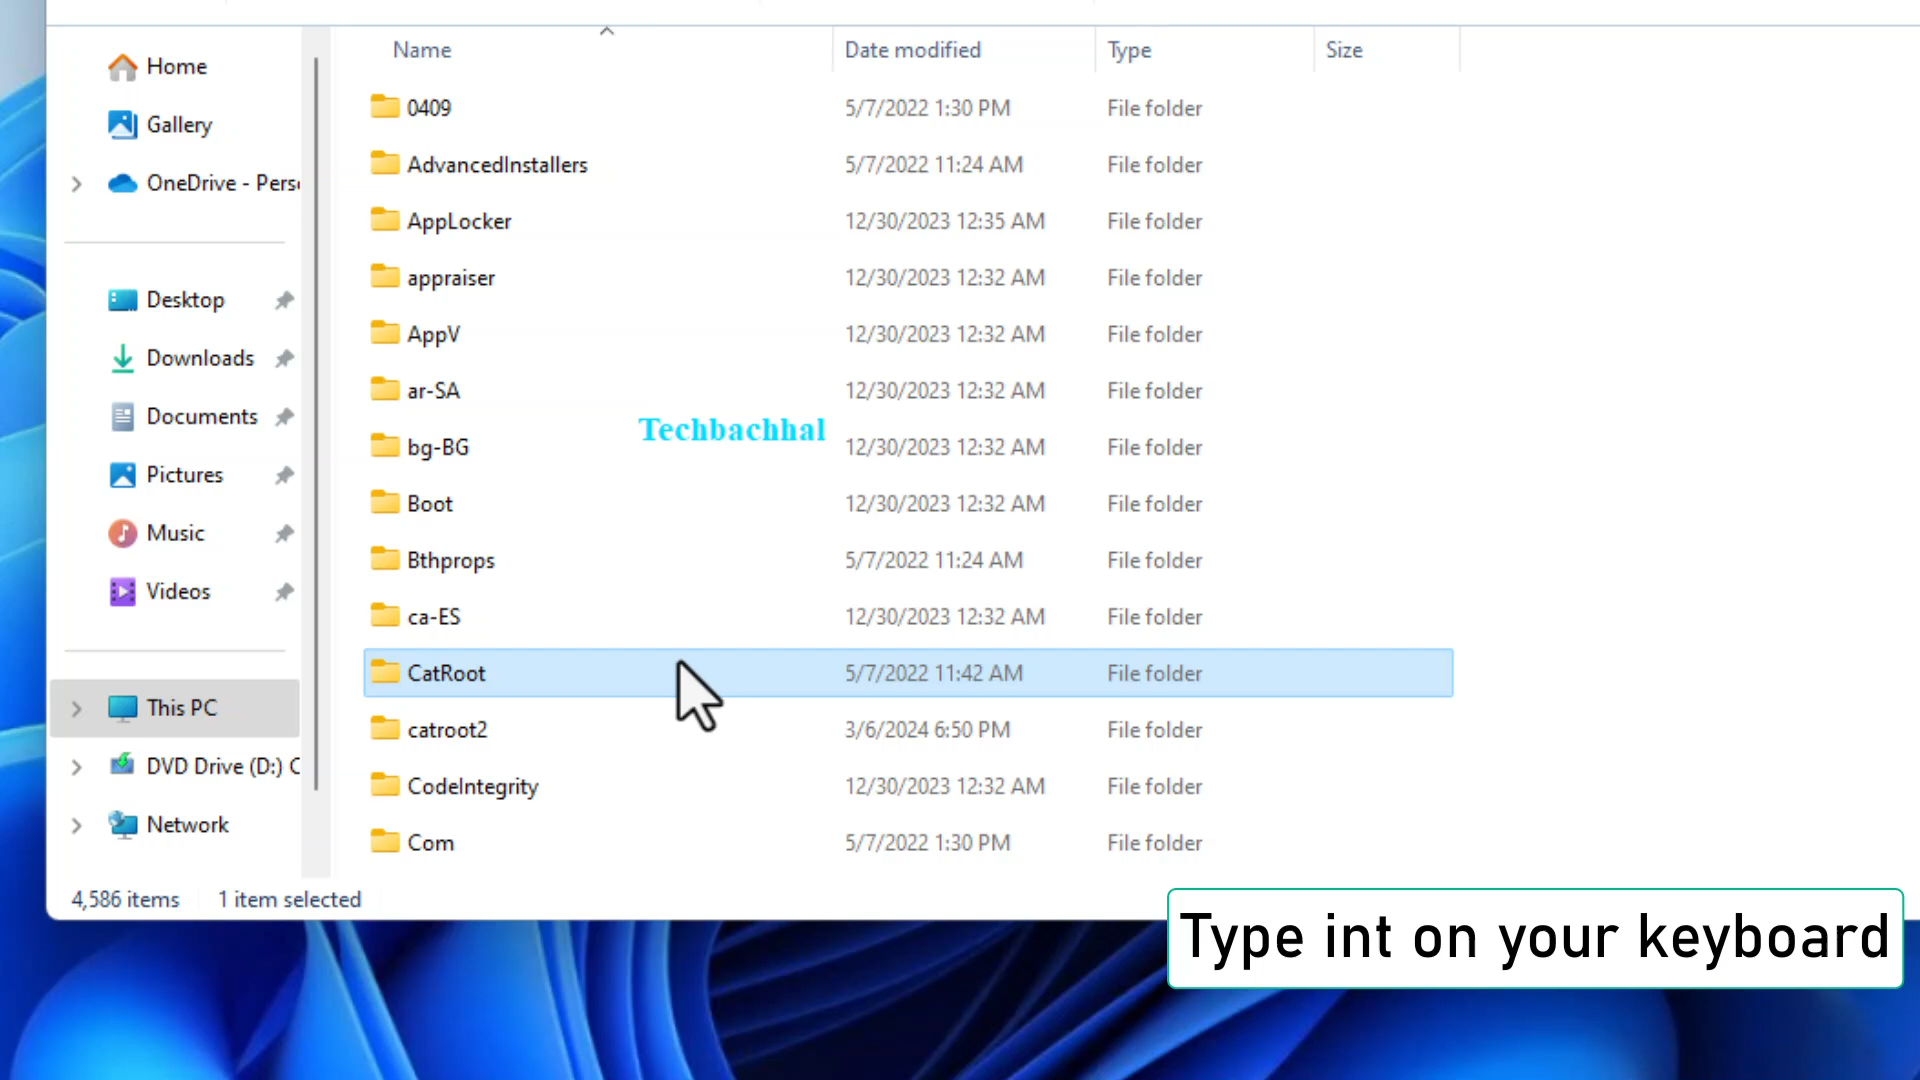 Name Date modified Type Size
Home
Gallery
OneDrive - Pers
Desktop
Downloads
Documents
Pictures
Music
Videos
This PC
DVD Drive (D:) C
Network
0409 5/7/2022 1:30 PM File folder
AdvancedInstallers 5/7/2022 11:24 AM File folder
AppLocker 12/30/2023 12:35 AM File folder
appraiser 12/30/2023 12:32 AM File folder
AppV 12/30/2023 12:32 AM File folder
ar-SA 12/30/2023 12:32 AM File folder
Techbachhal
bg-BG 12/30/2023 12:32 AM File folder
Boot 12/30/2023 12:32 AM File folder
Bthprops 5/7/2022 11:24 AM File folder
ca-ES 12/30/2023 12:32 AM File folder
CatRoot 5/7/2022 11:42 AM File folder
catroot2 3/6/2024 6:50 PM File folder
CodeIntegrity 12/30/2023 12:32 AM File folder
Com 5/7/2022 1:30 PM File folder
4,586 items 1 item selected
Type int on your keyboard